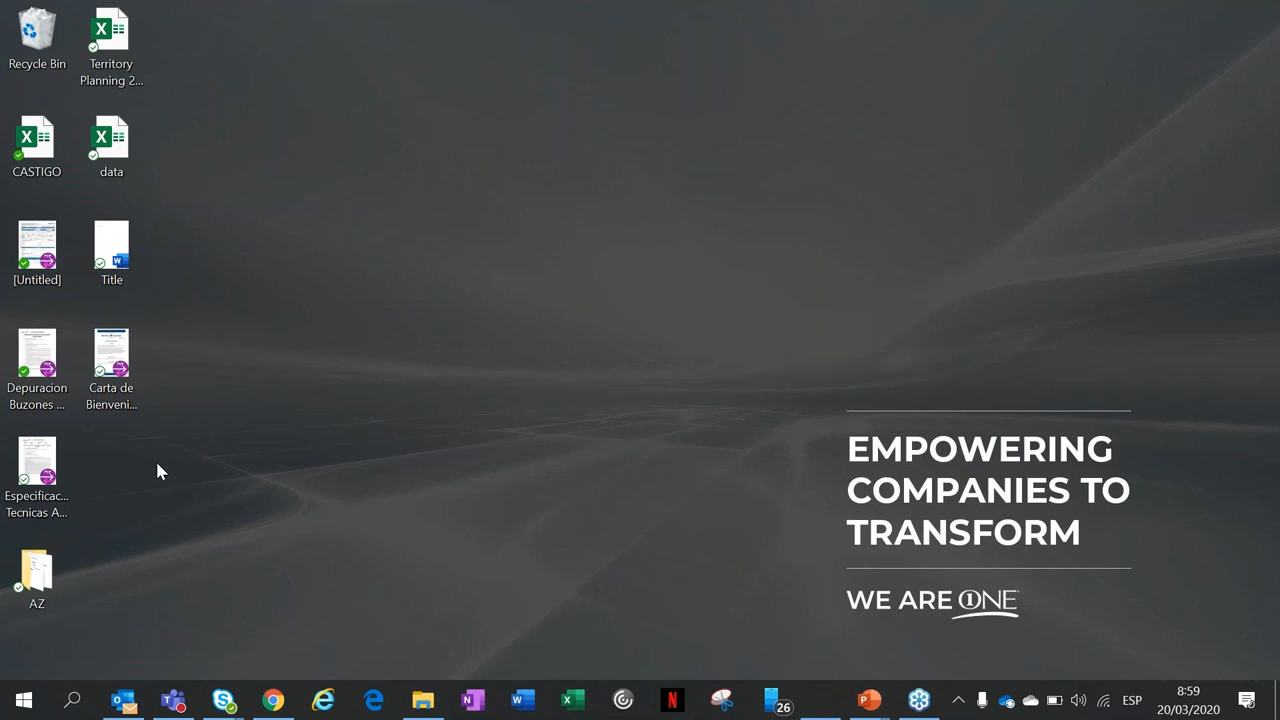 Recycle Bin
Territory
Planning 2...
CASTIGO
data
[Untitled]
Title
Depuracion
Buzones ...
Carta de
Bienveni...
Especificac...
Tecnicas A...
AZ
EMPOWERING
COMPANIES TO
TRANSFORM
WE ARE ONE
26
ESP
8:59
20/03/2020